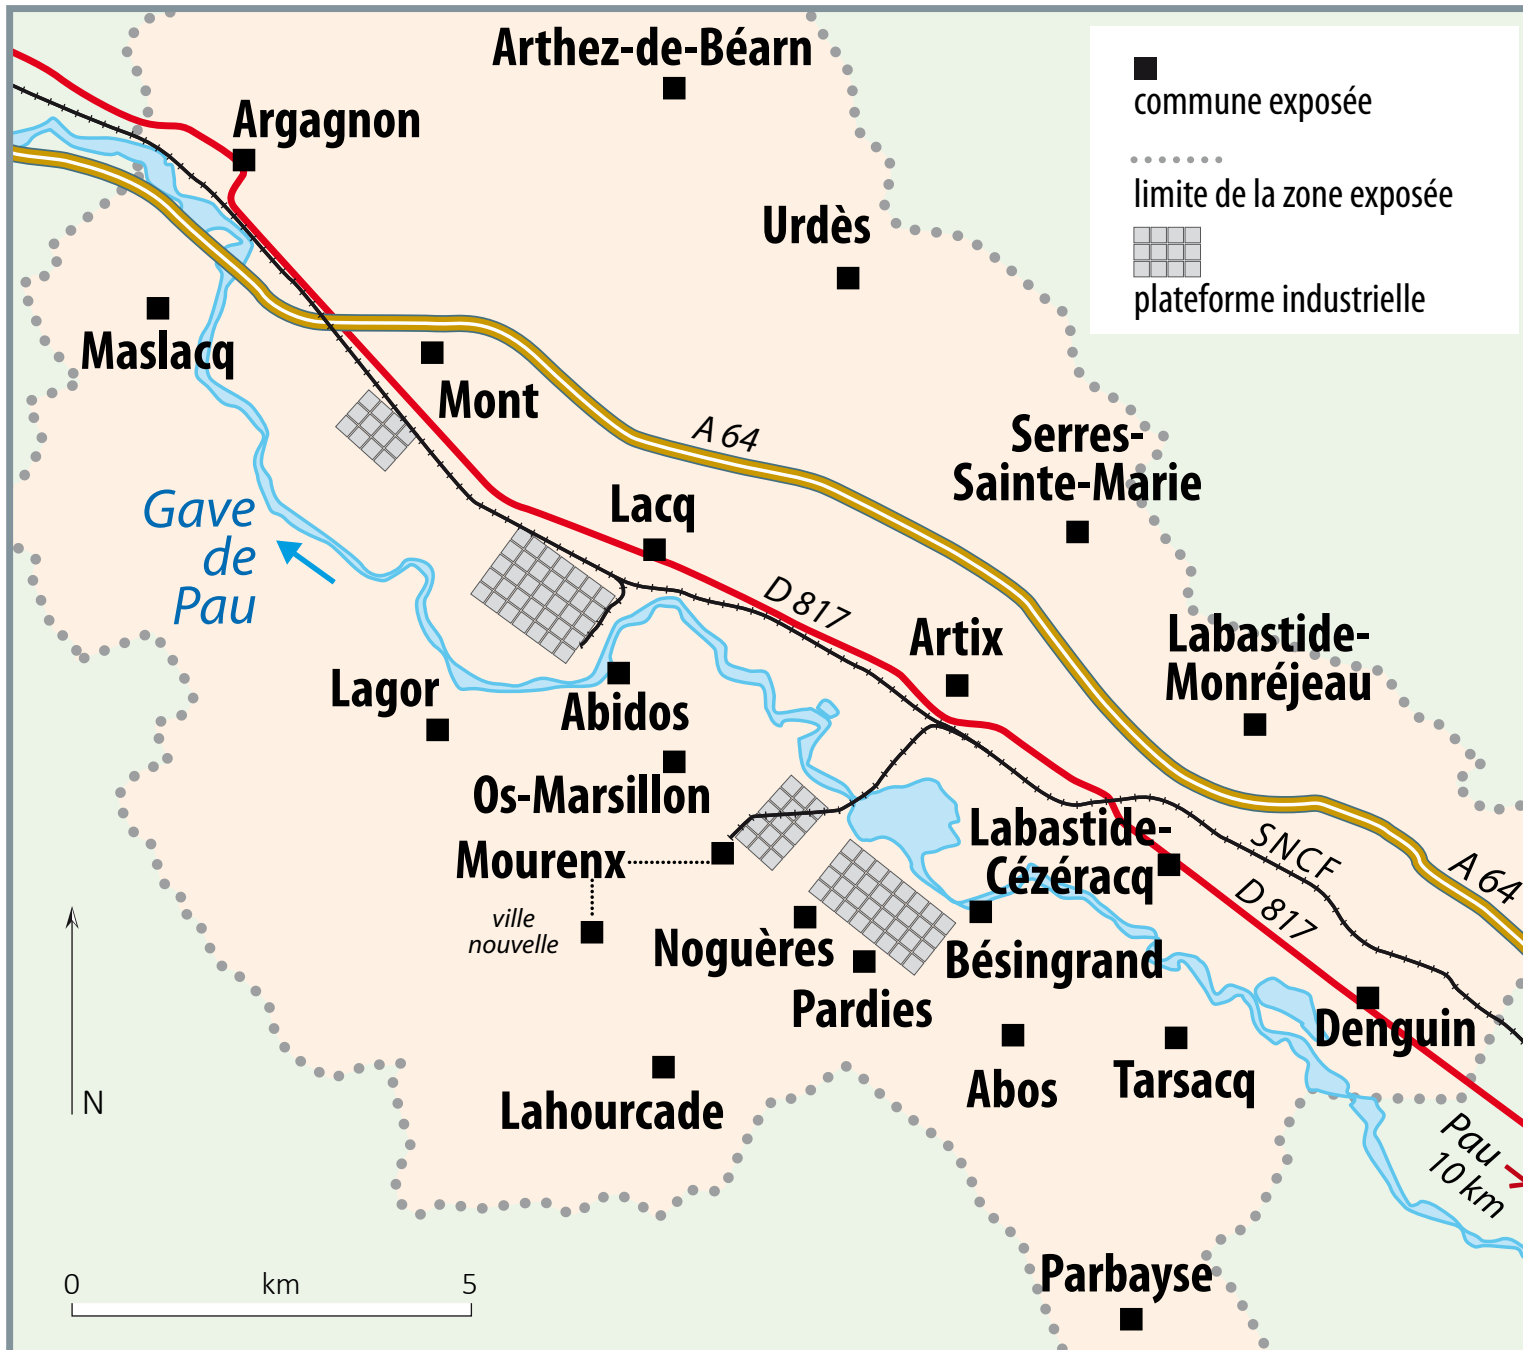 Arthez-de-Béarn
commune exposée
limite de la zone exposée
plateforme industrielle
Argagnon
Urdès
Maslacq
Mont
A 64
Serres-
Sainte-Marie
Gave
de
Pau
Lacq
D 817
Artix
Labastide-
Monréjeau
Lagor
Abidos
Os-Marsillon
Mourenx
ville
nouvelle
Labastide-
Cézéracq
SNCF
A 64
D 817
Noguères
Bésingrand
Pardies
Denguin
Abos
Tarsacq
Lahourcade
N
Pau
10 km
Parbayse
0 km 5